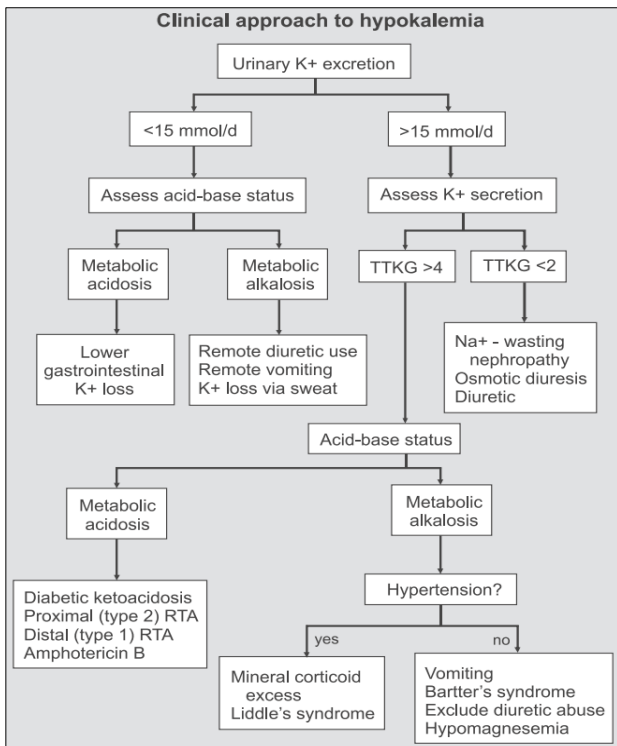 Clinical approach to hypokalemia
Urinary K+ excretion
<15 mmol/d
>15 mmol/d
Assess acid-base status
Assess K+ secretion
Metabolic
acidosis
Metabolic
alkalosis
TTKG >4
TTKG <2
Lower
gastrointestinal
K+ loss
Remote diuretic use
Remote vomiting
K+ loss via sweat
Na+ - wasting
nephropathy
Osmotic diuresis
Diuretic
Acid-base status
Metabolic
acidosis
Metabolic
alkalosis
Diabetic ketoacidosis
Proximal (type 2) RTA
Distal (type 1) RTA
Amphotericin B
Hypertension?
yes
no
Mineral corticoid
excess
Liddle's syndrome
Vomiting
Bartter's syndrome
Exclude diuretic abuse
Hypomagnesemia